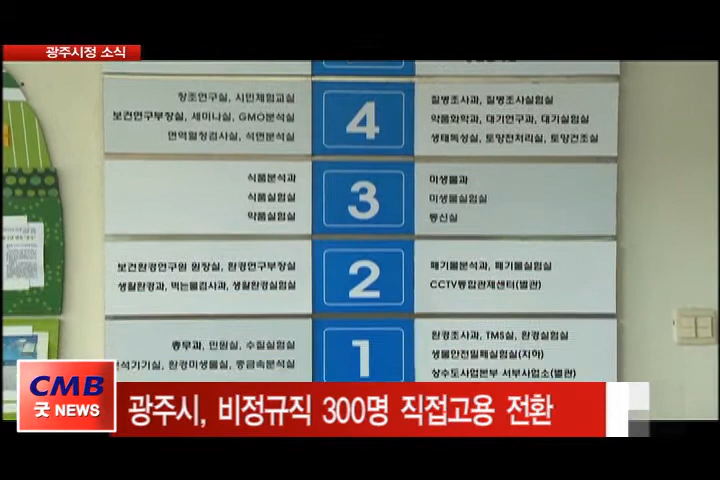 광주시정 소식
창조연구실, 시민체험교실
보건연구부장실, 세미나실, GMO분석실
면역혈청검사실, 석면분석실
4
질병조사과, 질병조사실험실
약품화학과, 대기연구과, 대기실험실
생태독성실, 토양전처리실, 토양건조실
식품분석과
식품실험실
약품실험실
3
미생물과
미생물실험실
통신실
보건환경연구원 원장실, 환경연구부장실
생활환경과, 먹는물검사과, 생활환경실험실
2
폐기물분석과, 폐기물실험실
CCTV통합관제센터(별관)
총무과, 민원실, 수질실험실
분석기기실, 환경미생물실, 중금속분석실
1
환경조사과, TMS실, 환경실험실
생물안전밀폐실험실(지하)
상수도사업본부 서부사업소(별관)
CMB
굿 NEWS
광주시, 비정규직 300명 직접고용 전환